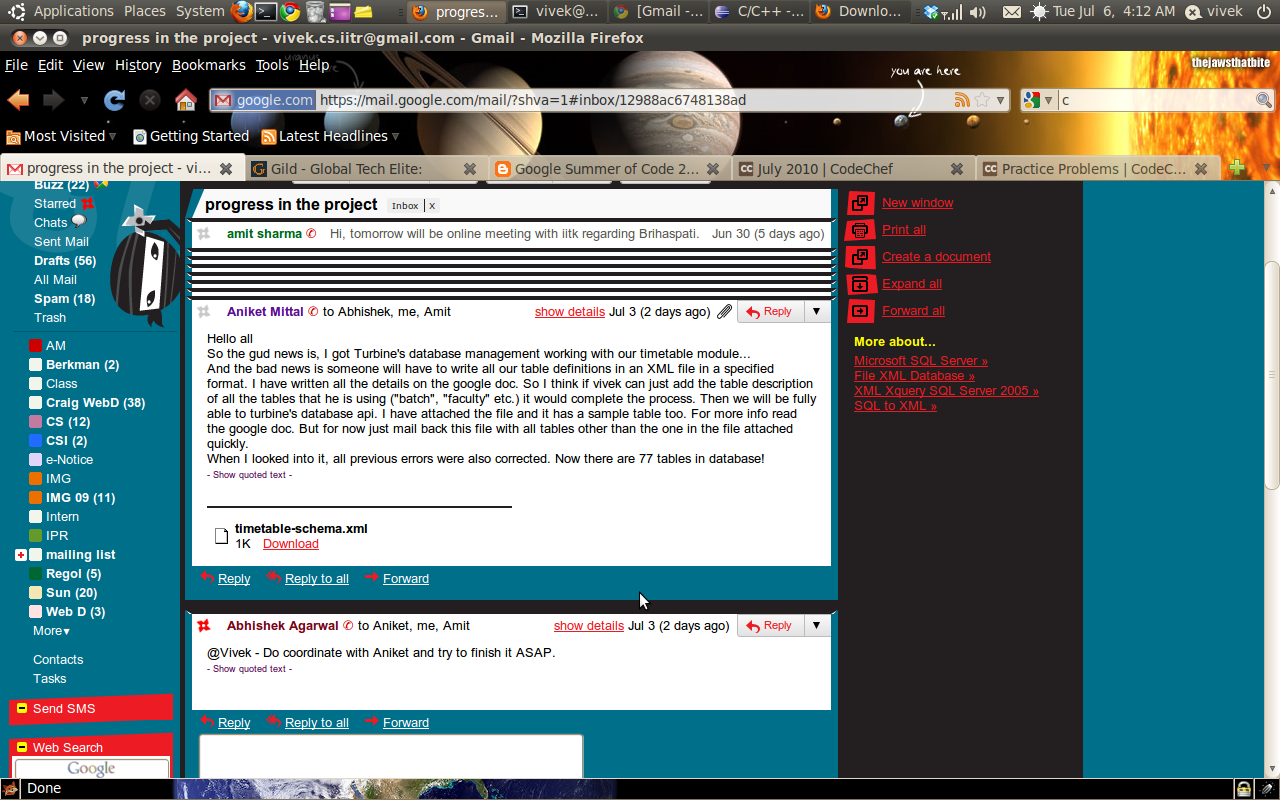 Applications Places System progres... vivek@... [Gmail -... C/C++ -... Downlo... Tue Jul 6, 4:12 AM vivek
progress in the project - vivek.cs.iitr@gmail.com - Gmail - Mozilla Firefox
File Edit View History Bookmarks Tools Help
thejawsthatbite
you are here
google.com https://mail.google.com/mail/?shva=1#inbox/12988ac6748138ad
c
Most Visited Getting Started Latest Headlines
progress in the project - vi... Gild - Global Tech Elite: Google Summer of Code 2... July 2010 | CodeChef Practice Problems | CodeC...
Buzz (22)
Starred
Chats
Sent Mail
Drafts (56)
All Mail
Spam (18)
Trash
AM
Berkman (2)
Class
Craig WebD (38)
CS (12)
CSI (2)
e-Notice
IMG
IMG 09 (11)
Intern
IPR
mailing list
Regol (5)
Sun (20)
Web D (3)
More▾
Contacts
Tasks
Send SMS
Web Search
Google
progress in the project Inbox | X
amit sharma Hi, tomorrow will be online meeting with iitk regarding Brihaspati. Jun 30 (5 days ago)
Aniket Mittal to Abhishek, me, Amit show details Jul 3 (2 days ago) Reply ▼
Hello all
So the gud news is, I got Turbine's database management working with our timetable module...
And the bad news is someone will have to write all our table definitions in an XML file in a specified
format. I have written all the details on the google doc. So I think if vivek can just add the table description
of all the tables that he is using ("batch", "faculty" etc.) it would complete the process. Then we will be fully
able to turbine's database api. I have attached the file and it has a sample table too. For more info read
the google doc. But for now just mail back this file with all tables other than the one in the file attached
quickly.
When I looked into it, all previous errors were also corrected. Now there are 77 tables in database!
- Show quoted text -
timetable-schema.xml
1K Download
Reply Reply to all Forward
Abhishek Agarwal to Aniket, me, Amit show details Jul 3 (2 days ago) Reply ▼
@Vivek - Do coordinate with Aniket and try to finish it ASAP.
- Show quoted text -
Reply Reply to all Forward
New window
Print all
Create a document
Expand all
Forward all
More about...
Microsoft SQL Server »
File XML Database »
XML Xquery SQL Server 2005 »
SQL to XML »
Done